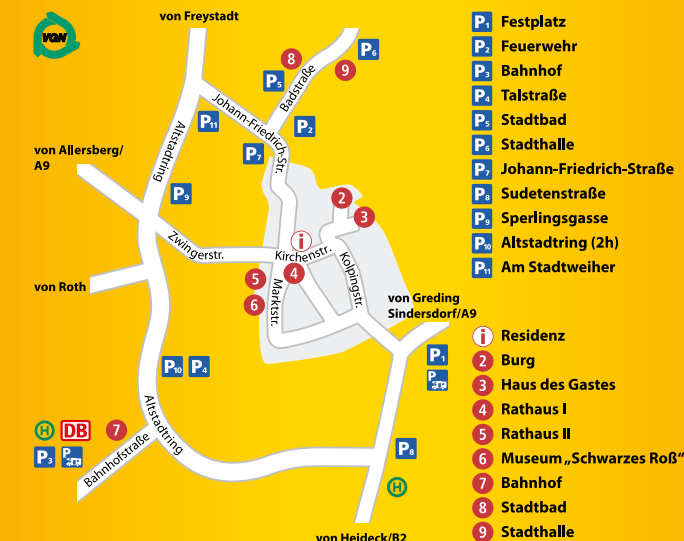 von Freystadt
VGN
8
P6
9
P5
Badstraße
P11
Johann-Friedrich-Str.
P2
Altstadtring
P7
von Allersberg/
A9
P9
2
3
Zwingerstr.
i
Kirchenstr.
4
5
Marktstr.
Kolpingstr.
6
von Roth
von Greding
Sindersdorf/A9
P1
P
P10 P4
Altstadtring
H DB 7
P3 P
Bahnhofstraße
P8
H
von Heideck/B2
P1 Festplatz
P2 Feuerwehr
P3 Bahnhof
P4 Talstraße
P5 Stadtbad
P6 Stadthalle
P7 Johann-Friedrich-Straße
P8 Sudetenstraße
P9 Sperlingsgasse
P10 Altstadtring (2h)
P11 Am Stadtweiher
i Residenz
2 Burg
3 Haus des Gastes
4 Rathaus I
5 Rathaus II
6 Museum „Schwarzes Roß“
7 Bahnhof
8 Stadtbad
9 Stadthalle